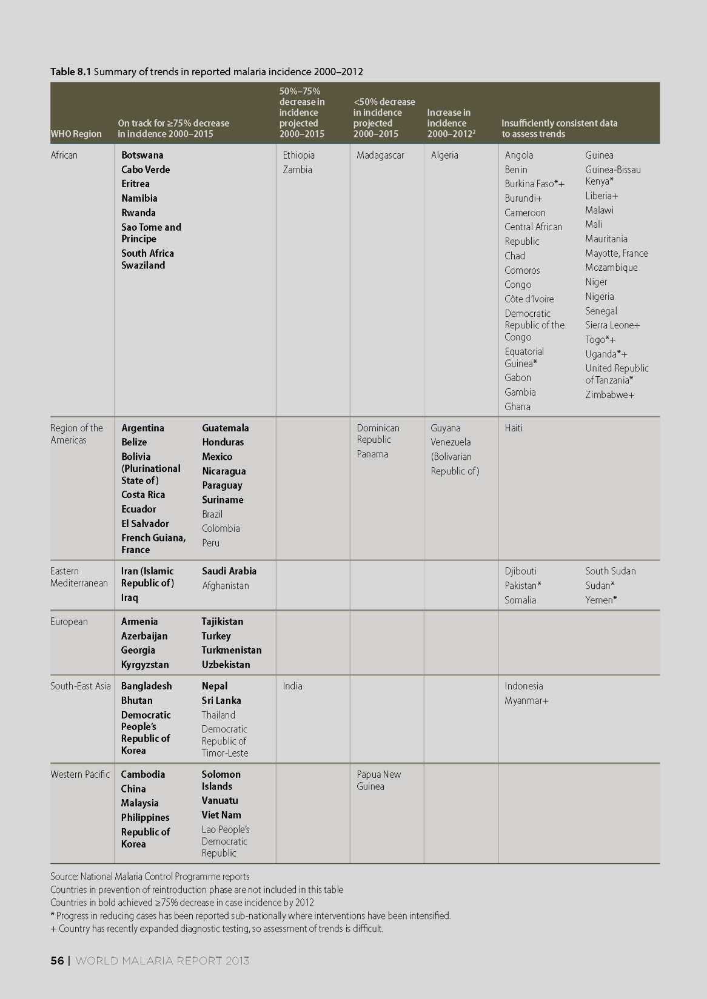 Table 8.1 Summary of trends in reported malaria incidence 2000–2012
WHO Region
On track for ≥75% decrease
in incidence 2000–2015
50%–75%
decrease in
incidence
projected
2000–2015
<50% decrease
in incidence
projected
2000–2015
Increase in
incidence
2000–2012²
Insufficiently consistent data
to assess trends
African
Botswana
Cabo Verde
Eritrea
Namibia
Rwanda
Sao Tome and
Principe
South Africa
Swaziland
Ethiopia
Zambia
Madagascar
Algeria
Angola
Benin
Burkina Faso*+
Burundi+
Cameroon
Central African
Republic
Chad
Comoros
Congo
Côte d’Ivoire
Democratic
Republic of the
Congo
Equatorial
Guinea*
Gabon
Gambia
Ghana
Guinea
Guinea-Bissau
Kenya*
Liberia+
Malawi
Mali
Mauritania
Mayotte, France
Mozambique
Niger
Nigeria
Senegal
Sierra Leone+
Togo*+
Uganda*+
United Republic
of Tanzania*
Zimbabwe+
Region of the
Americas
Argentina
Belize
Bolivia
(Plurinational
State of)
Costa Rica
Ecuador
El Salvador
French Guiana,
France
Guatemala
Honduras
Mexico
Nicaragua
Paraguay
Suriname
Brazil
Colombia
Peru
Dominican
Republic
Panama
Guyana
Venezuela
(Bolivarian
Republic of)
Haiti
Eastern
Mediterranean
Iran (Islamic
Republic of)
Iraq
Saudi Arabia
Afghanistan
Djibouti
Pakistan*
Somalia
South Sudan
Sudan*
Yemen*
European
Armenia
Azerbaijan
Georgia
Kyrgyzstan
Tajikistan
Turkey
Turkmenistan
Uzbekistan
South-East Asia
Bangladesh
Bhutan
Democratic
People’s
Republic of
Korea
Nepal
Sri Lanka
Thailand
Democratic
Republic of
Timor-Leste
India
Indonesia
Myanmar+
Western Pacific
Cambodia
China
Malaysia
Philippines
Republic of
Korea
Solomon
Islands
Vanuatu
Viet Nam
Lao People’s
Democratic
Republic
Papua New
Guinea
Source: National Malaria Control Programme reports
Countries in prevention of reintroduction phase are not included in this table
Countries in bold achieved ≥75% decrease in case incidence by 2012
* Progress in reducing cases has been reported sub-nationally where interventions have been intensified.
+ Country has recently expanded diagnostic testing, so assessment of trends is difficult.
56 | WORLD MALARIA REPORT 2013